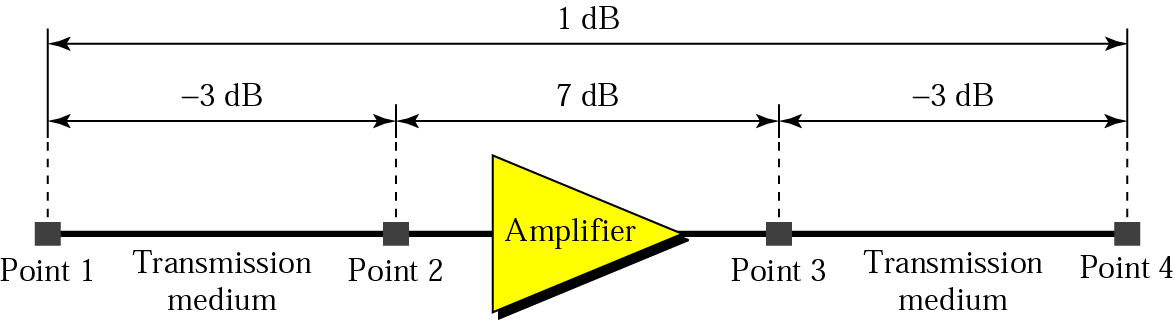 1 dB
–3 dB
7 dB
–3 dB
Amplifier
Point 1
Transmission
medium
Point 2
Point 3
Transmission
medium
Point 4